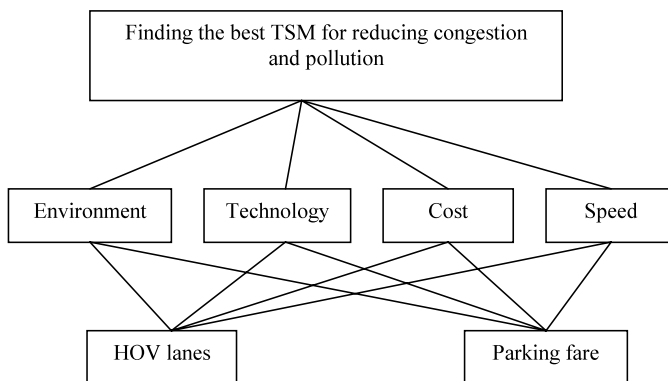 Finding the best TSM for reducing congestion
and pollution
Environment
Technology
Cost
Speed
HOV lanes
Parking fare